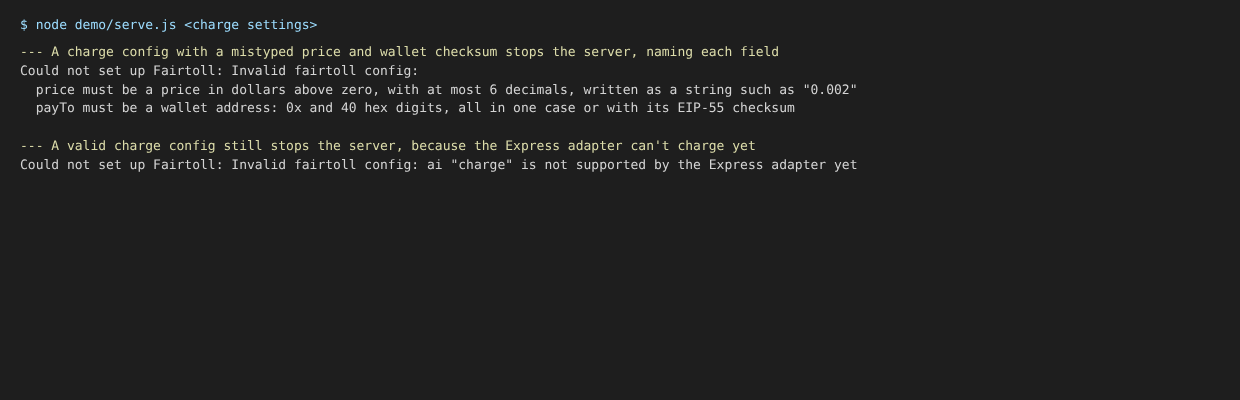 $ node demo/serve.js <charge settings>
--- A charge config with a mistyped price and wallet checksum stops the server, naming each field
Could not set up Fairtoll: Invalid fairtoll config:
  price must be a price in dollars above zero, with at most 6 decimals, written as a string such as "0.002"
  payTo must be a wallet address: 0x and 40 hex digits, all in one case or with its EIP-55 checksum
--- A valid charge config still stops the server, because the Express adapter can't charge yet
Could not set up Fairtoll: Invalid fairtoll config: ai "charge" is not supported by the Express adapter yet